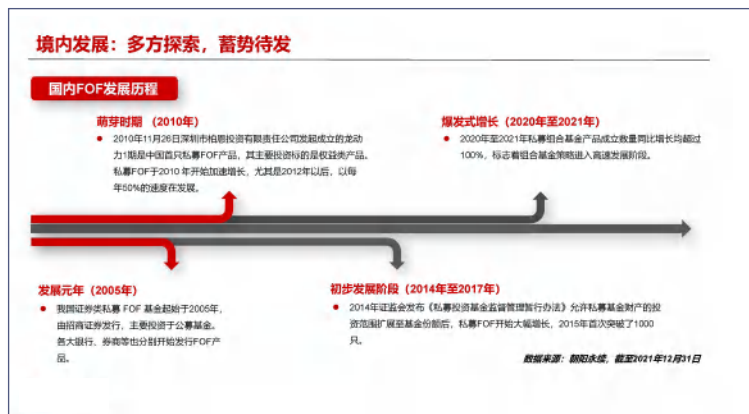 境内发展：多方探索，蓄势待发
国内FOF发展历程
萌芽时期 （2010年）
2010年11月26日深圳市柏恩投资有限责任公司发起成立的龙动
力1期是中国首只私募FOF产品，其主要投资标的是权益类产品。
私募FOF于2010 年开始加速增长，尤其是2012年以后，以每
年50%的速度在发展。
爆发式增长（2020年至2021年）
2020年至2021年私募组合基金产品成立数量同比增长均超过
100%，标志着组合基金策略进入高速发展阶段。
发展元年（2005年）
我国证券类私募 FOF 基金起始于2005年，
由招商证券发行，主要投资于公募基金。
各大银行、券商等也分别开始发行FOF产
品。
初步发展阶段（2014年至2017年）
2014年证监会发布《私募投资基金监督管理暂行办法》允许私募基金财产的投
资范围扩展至基金份额后，私募FOF开始大幅增长，2015年首次突破了1000
只。
数据来源：朝阳永续，截至2021年12月31日